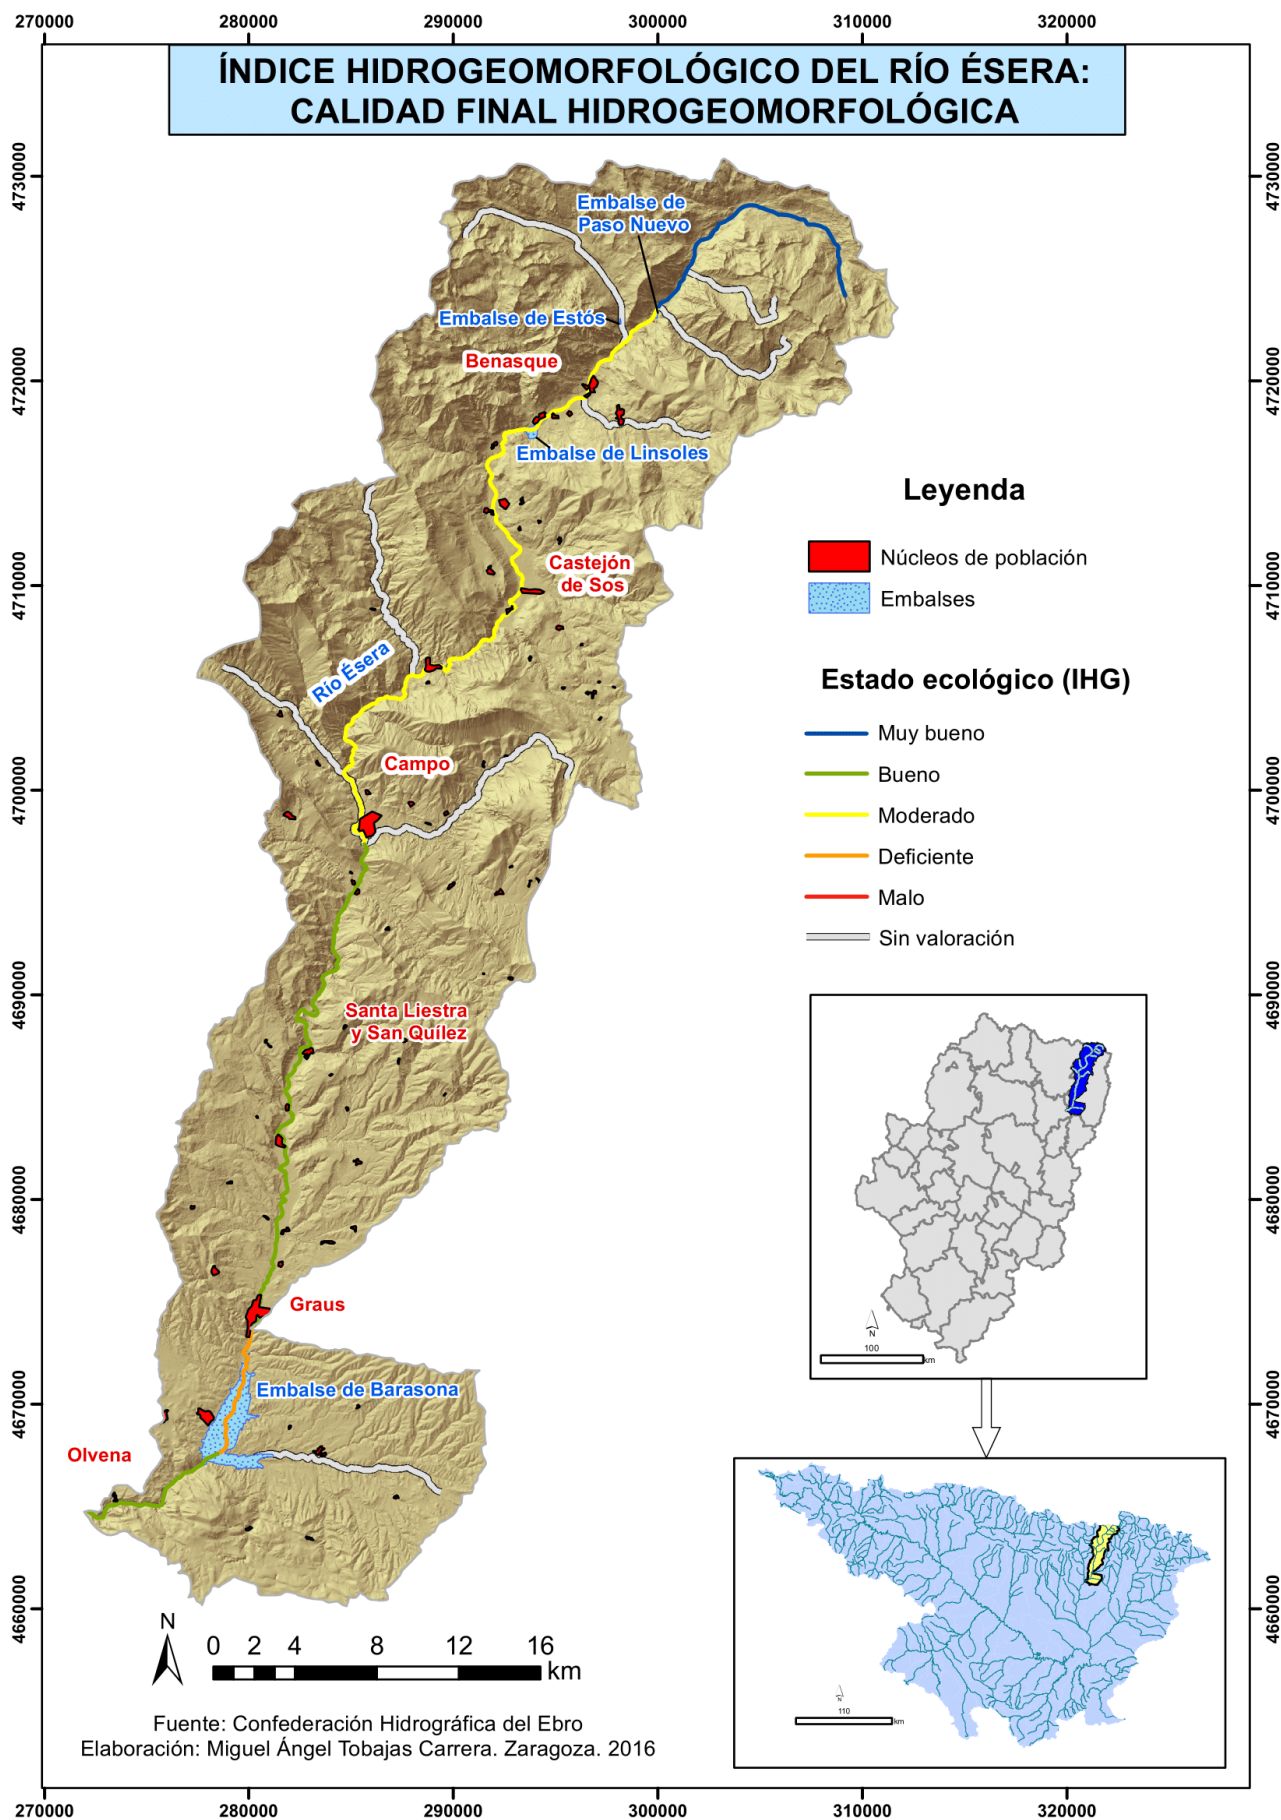 270000
280000
290000
300000
310000
320000
ÍNDICE HIDROGEOMORFOLÓGICO DEL RÍO ÉSERA:
CALIDAD FINAL HIDROGEOMORFOLÓGICA
4730000
4730000
Embalse de
Paso Nuevo
Embalse de Estós
Benasque
4720000
4720000
Embalse de Linsoles
Leyenda
Núcleos de población
Embalses
Castejón
de Sos
4710000
4710000
Río Ésera
Estado ecológico (IHG)
Muy bueno
Bueno
Moderado
Deficiente
Malo
Sin valoración
Campo
4700000
4700000
4690000
4690000
Santa Liestra
y San Quílez
4680000
4680000
Graus
N
100
km
Embalse de Barasona
4670000
4670000
Olvena
4660000
4660000
N
0 2 4 8 12 16
km
N
110
km
Fuente: Confederación Hidrográfica del Ebro
Elaboración: Miguel Ángel Tobajas Carrera. Zaragoza. 2016
270000
280000
290000
300000
310000
320000